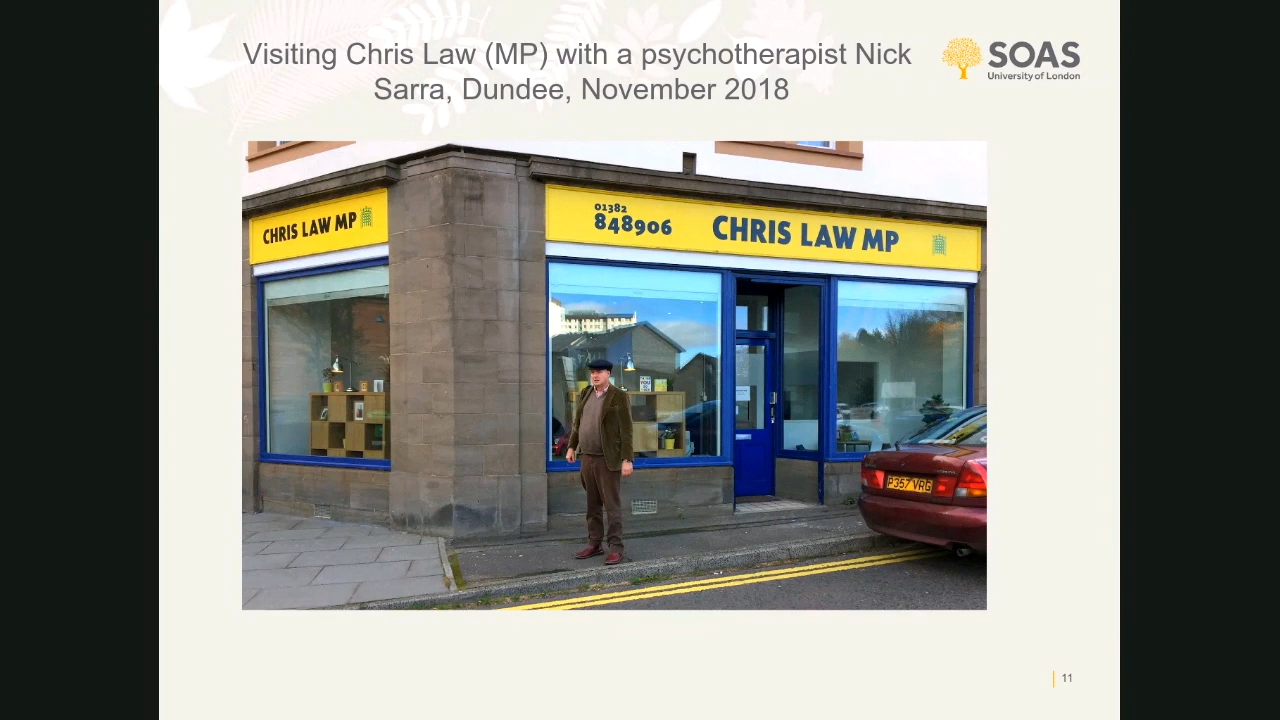 Visiting Chris Law (MP) with a psychotherapist Nick
Sarra, Dundee, November 2018
SOAS
University of London
CHRIS LAW MP
01382
848906
CHRIS LAW MP
P357 VRG
11